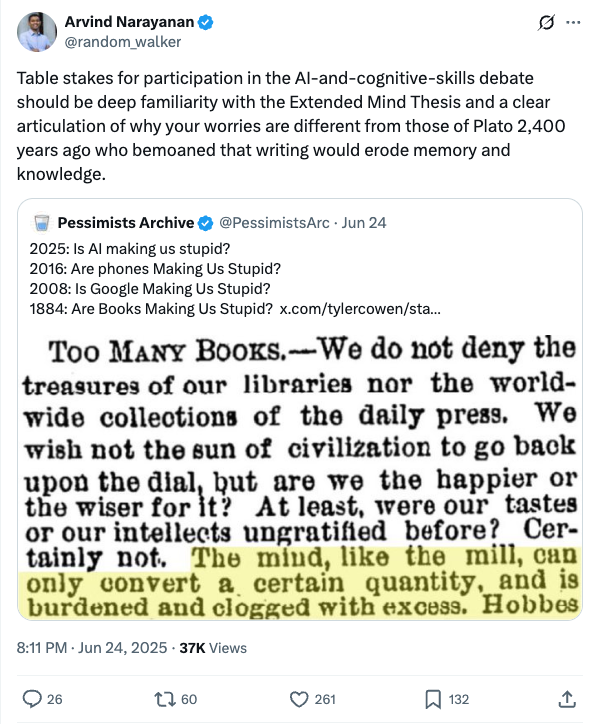 Arvind Narayanan
@random_walker
Table stakes for participation in the AI-and-cognitive-skills debate
should be deep familiarity with the Extended Mind Thesis and a clear
articulation of why your worries are different from those of Plato 2,400
years ago who bemoaned that writing would erode memory and
knowledge.
Pessimists Archive @PessimistsArc · Jun 24
2025: Is AI making us stupid?
2016: Are phones Making Us Stupid?
2008: Is Google Making Us Stupid?
1884: Are Books Making Us Stupid? x.com/tylercowen/sta...
TOO MANY BOOKS.—We do not deny the
treasures of our libraries nor the world-
wide collections of the daily press. We
wish not the sun of civilization to go back
upon the dial, but are we the happier or
the wiser for it? At least, were our tastes
or our intellects ungratified before? Cer-
tainly not. The mind, like the mill, can
only convert a certain quantity, and is
burdened and clogged with excess. Hobbes
8:11 PM · Jun 24, 2025 · 37K Views
26 60 261 132